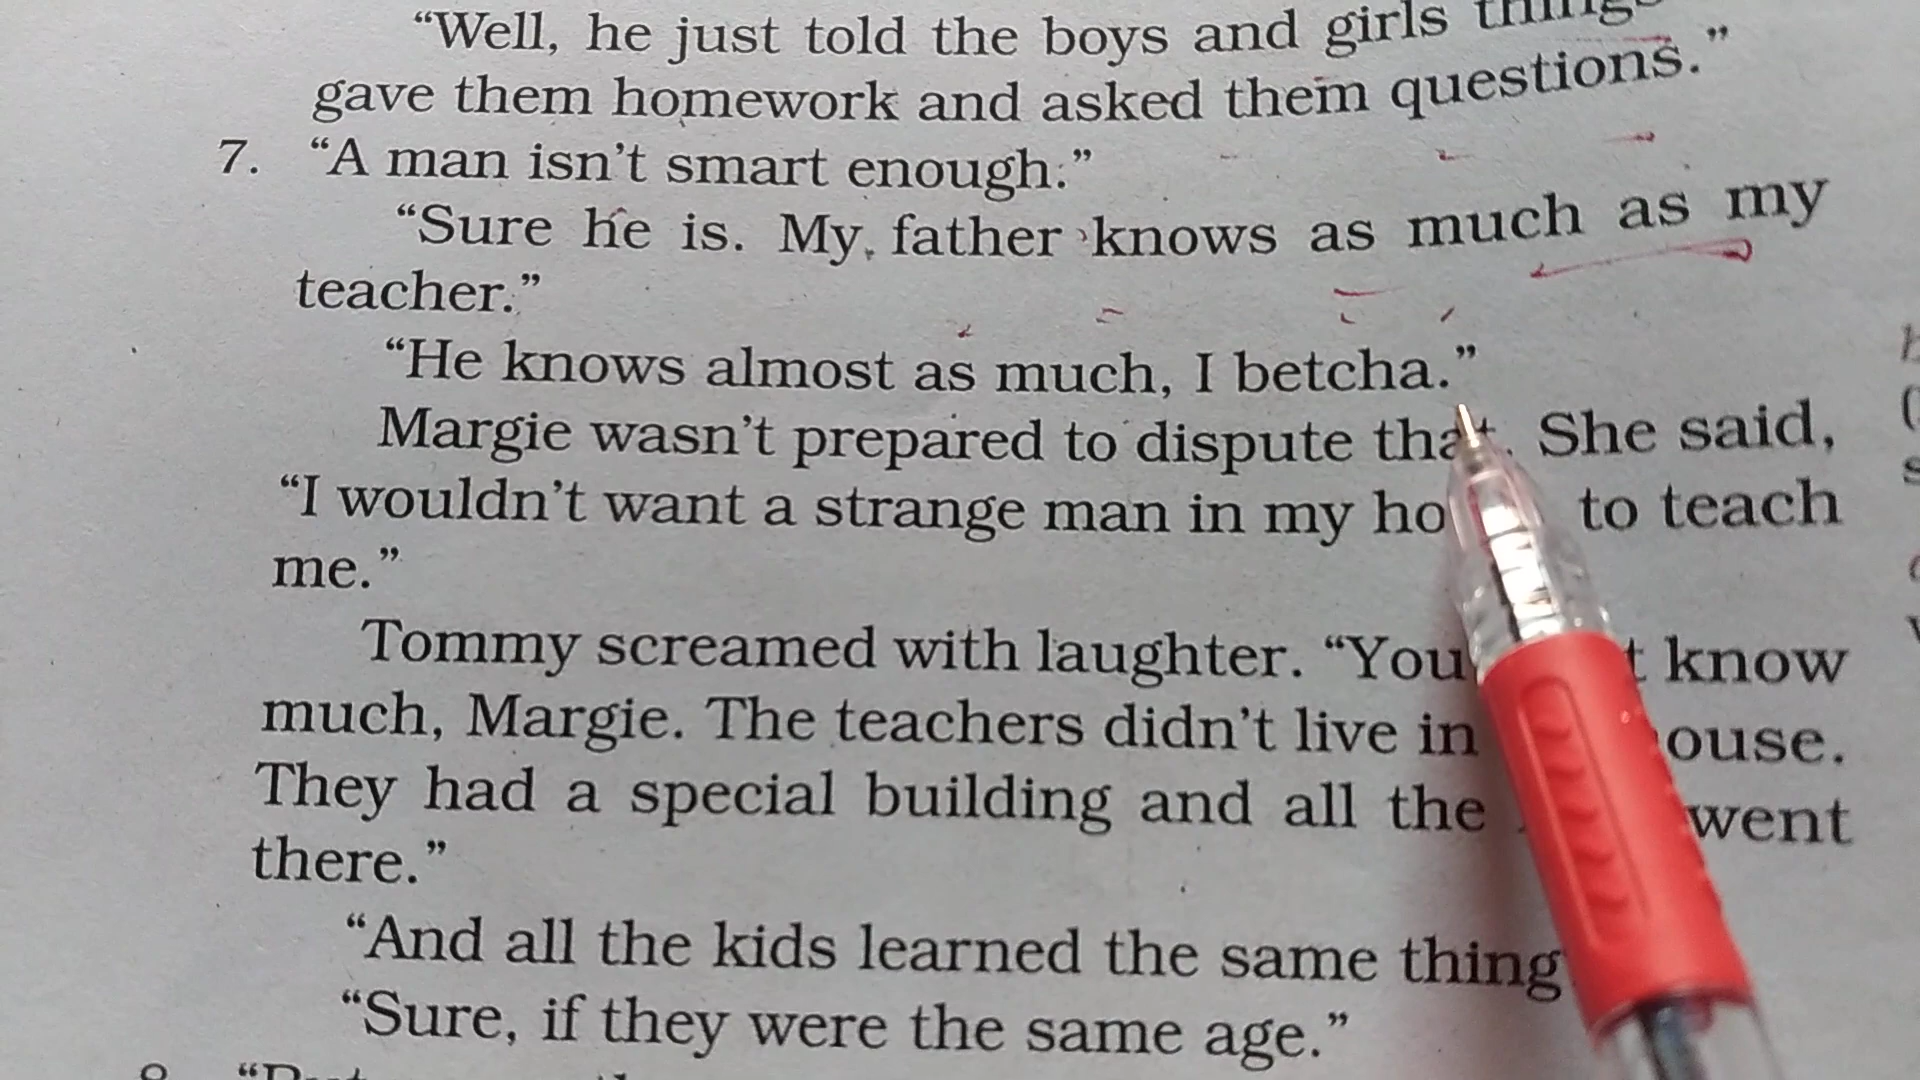 “Well, he just told the boys and girls things
gave them homework and asked them questions.”
7. “A man isn't smart enough.”
“Sure he is. My father knows as much as my
teacher.”
“He knows almost as much, I betcha.”
Margie wasn't prepared to dispute that. She said,
“I wouldn't want a strange man in my to teach
me.”
Tommy screamed with laughter. “You know
much, Margie. The teachers didn't live in
They had a special building and all the went
there.”
“And all the kids learned the same thing
“Sure, if they were the same age.”